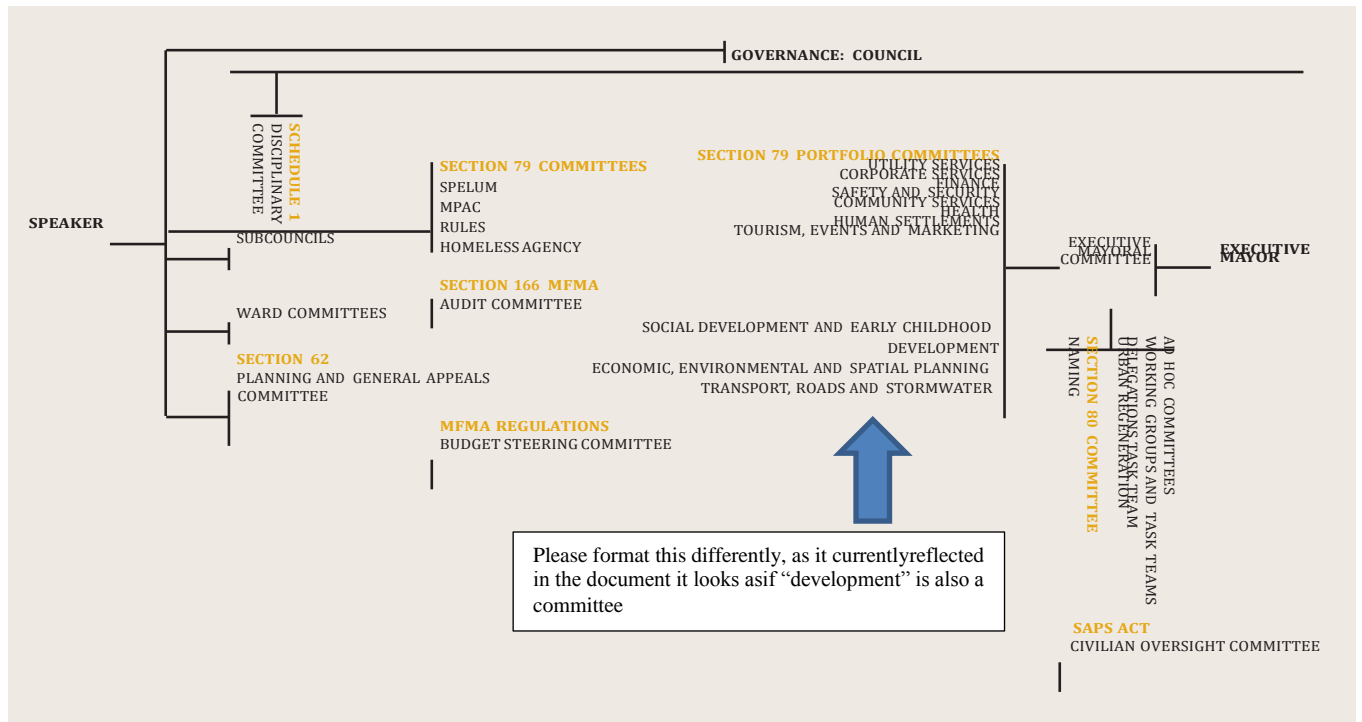 GOVERNANCE: COUNCIL
SPEAKER
SCHEDULE 1
DISCIPLINARY
COMMITTEE
SUBCOUNCILS
WARD COMMITTEES
SECTION 62
PLANNING AND GENERAL APPEALS
COMMITTEE
SECTION 79 COMMITTEES
SPELUM
MPAC
RULES
HOMELESS AGENCY
SECTION 166 MFMA
AUDIT COMMITTEE
MFMA REGULATIONS
BUDGET STEERING COMMITTEE
SECTION 79 PORTFOLIO COMMITTEES
UTILITY SERVICES
CORPORATE SERVICES
FINANCE
SAFETY AND SECURITY
COMMUNITY SERVICES
HEALTH
HUMAN SETTLEMENTS
TOURISM, EVENTS AND MARKETING
SOCIAL DEVELOPMENT AND EARLY CHILDHOOD
DEVELOPMENT
ECONOMIC, ENVIRONMENTAL AND SPATIAL PLANNING
TRANSPORT, ROADS AND STORMWATER
Please format this differently, as it currentlyreflected
in the document it looks asif “development” is also a
committee
EXECUTIVE
MAYORAL
COMMITTEE
EXECUTIVE
MAYOR
AD HOC COMMITTEES
WORKING GROUPS AND TASK TEAMS
DELEGATIONS TASK TEAM
URBAN REGENERATION
SECTION 80 COMMITTEE
NAMING
SAPS ACT
CIVILIAN OVERSIGHT COMMITTEE